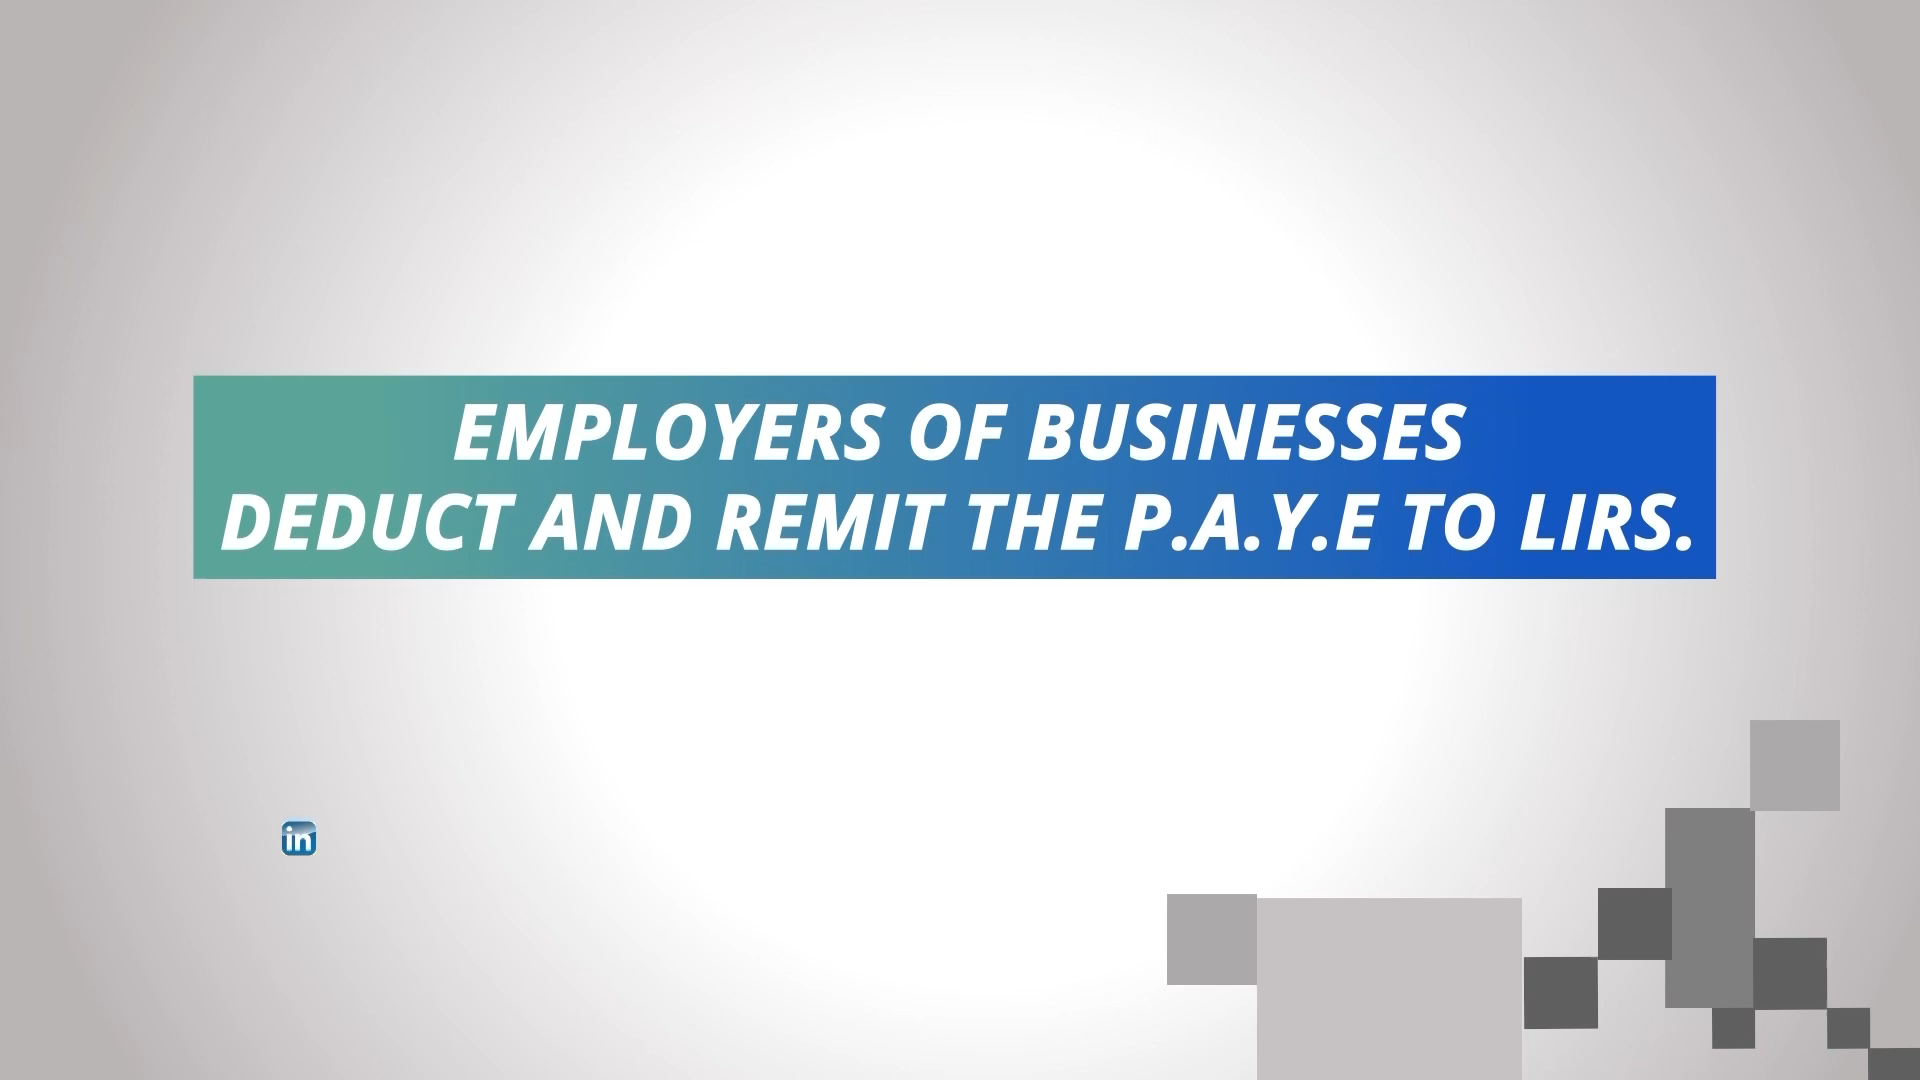 EMPLOYERS OF BUSINESSES
DEDUCT AND REMIT THE P.A.Y.E TO LIRS.
in